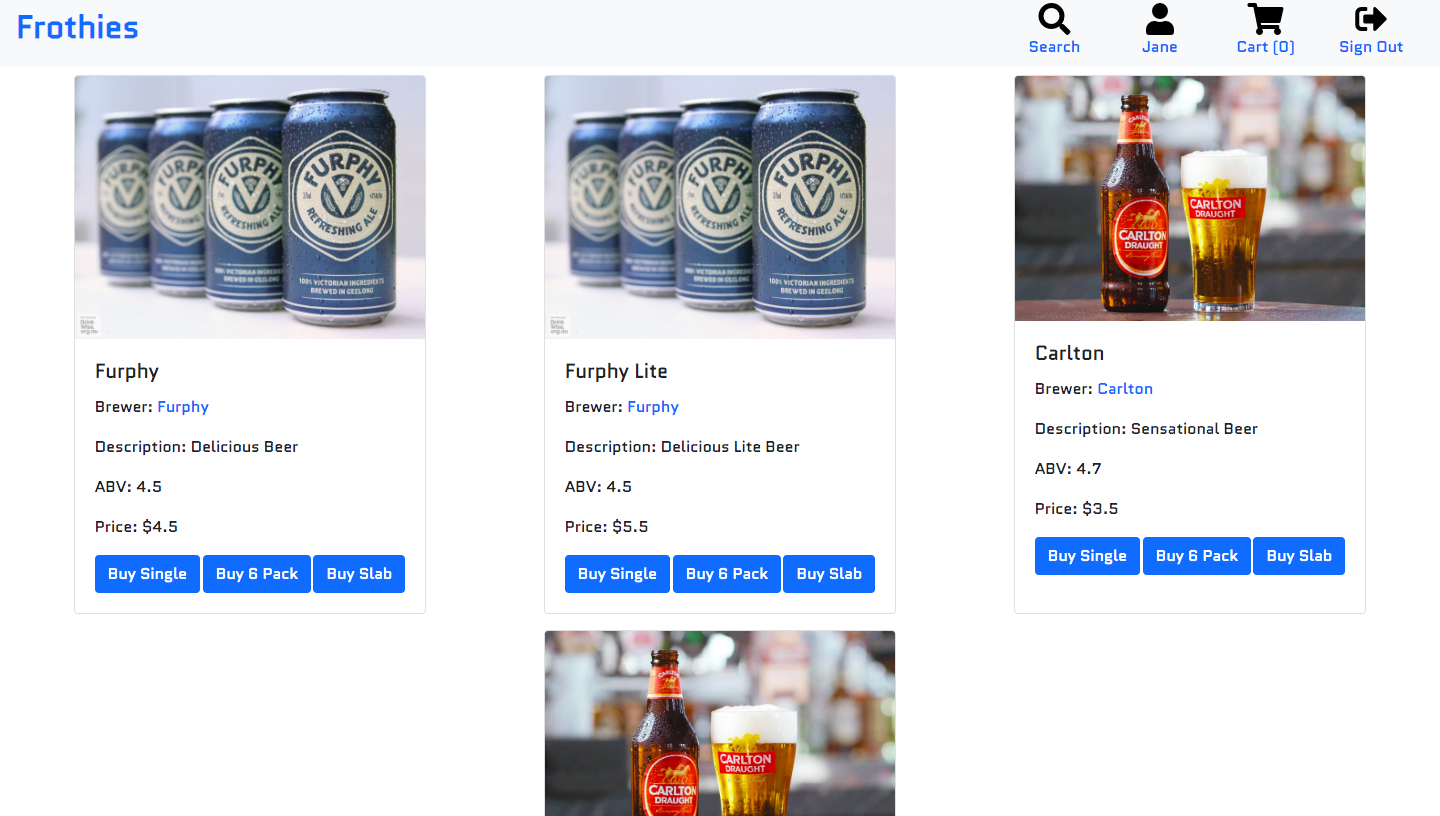 Frothies
Search
Jane
Cart (0)
Sign Out
FURPHY
REFRESHING ALE
100% VICTORIAN INGREDIENTS
BREWED IN GEELONG
FURPHY
REFRESHING ALE
100% VICTORIAN INGREDIENTS
BREWED IN GEELONG
CARLTON
DRAUGHT
CARLTON
DRAUGHT
Furphy
Brewer: Furphy
Description: Delicious Beer
ABV: 4.5
Price: $4.5
Buy Single Buy 6 Pack Buy Slab
Furphy Lite
Brewer: Furphy
Description: Delicious Lite Beer
ABV: 4.5
Price: $5.5
Buy Single Buy 6 Pack Buy Slab
Carlton
Brewer: Carlton
Description: Sensational Beer
ABV: 4.7
Price: $3.5
Buy Single Buy 6 Pack Buy Slab
CARLTON
DRAUGHT
CARLTON
DRAUGHT